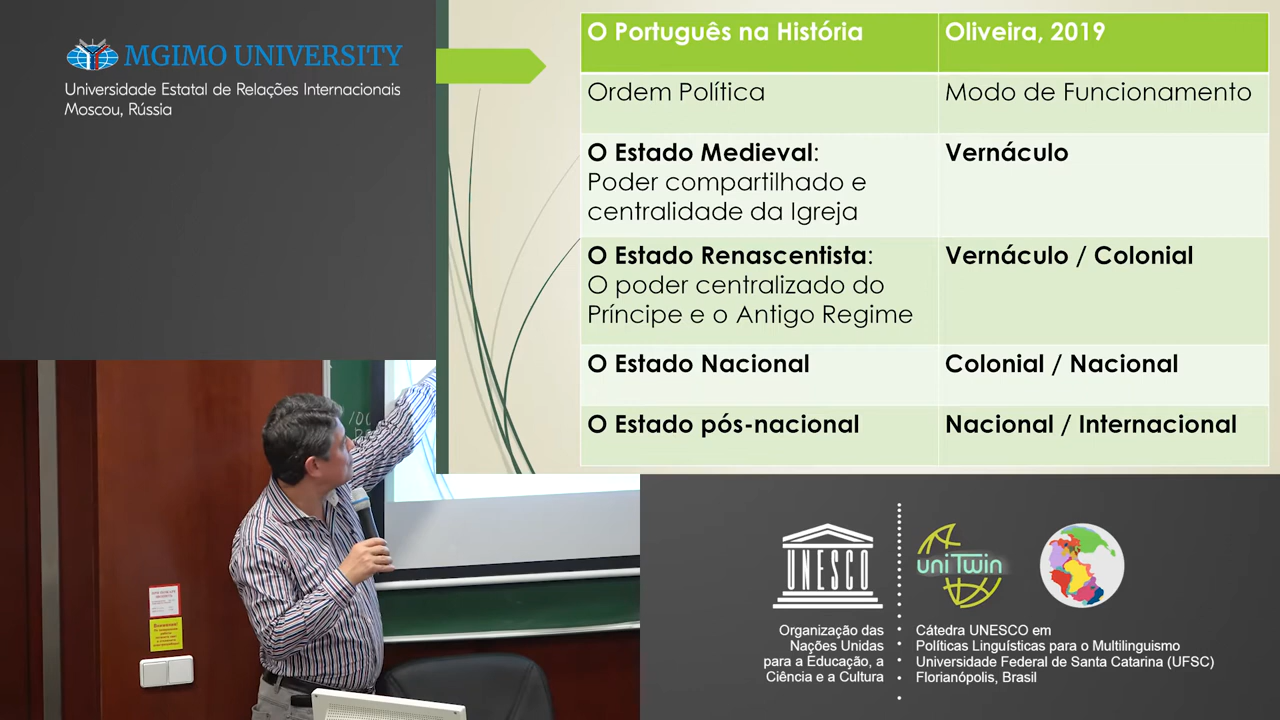 MGIMO UNIVERSITY
Universidade Estatal de Relações Internacionais
Moscou, Rússia
O Português na História
Oliveira, 2019
Ordem Política
Modo de Funcionamento
O Estado Medieval:
Poder compartilhado e
centralidade da Igreja
Vernáculo
O Estado Renascentista:
O poder centralizado do
Príncipe e o Antigo Regime
Vernáculo / Colonial
O Estado Nacional
Colonial / Nacional
O Estado pós-nacional
Nacional / Internacional
UNESCO
Organização das
Nações Unidas
para a Educação, a
Ciência e a Cultura
uniTwin
Cátedra UNESCO em
Políticas Linguísticas para o Multilinguismo
Universidade Federal de Santa Catarina (UFSC)
Florianópolis, Brasil